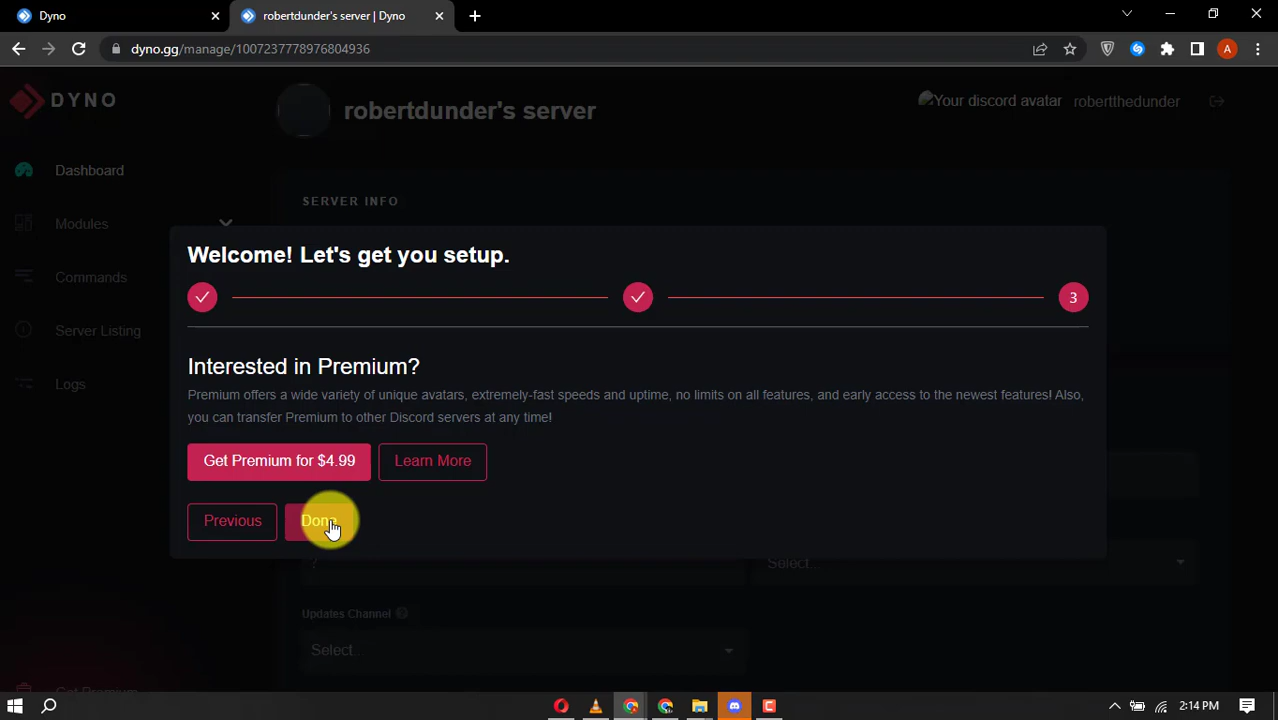 Dyno
robertdunder's server | Dyno
dyno.gg/manage/1007237778976804936
A
DYNO
robertdunder's server
Your discord avatar
robertthedunder
Dashboard
SERVER INFO
Modules
Commands
Server Listing
Logs
Welcome! Let's get you setup.
3
Interested in Premium?
Premium offers a wide variety of unique avatars, extremely-fast speeds and uptime, no limits on all features, and early access to the newest features! Also,
you can transfer Premium to other Discord servers at any time!
Get Premium for $4.99
Learn More
Previous
Done
?
Select...
Updates Channel ?
Select...
Get Premium
2:14 PM